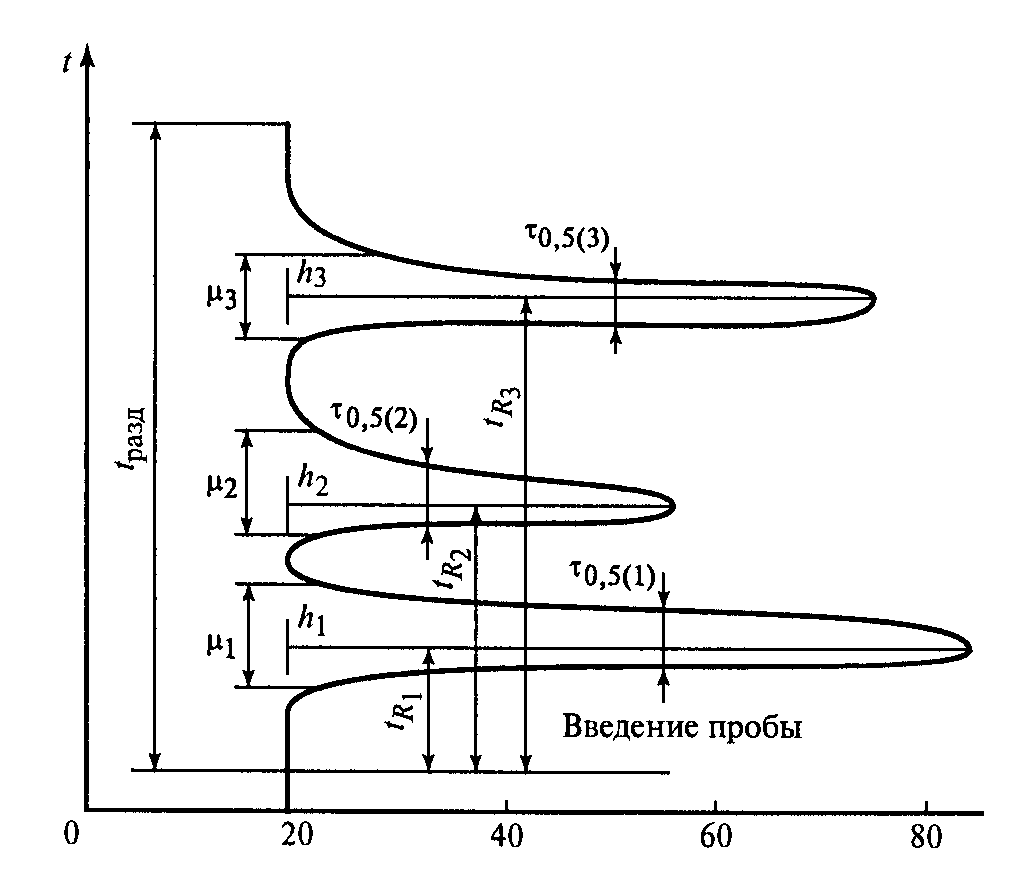 t
τ0,5(3)
h3
μ3
tR3
τ0,5(2)
tразд
h2
μ2
tR2
τ0,5(1)
h1
μ1
tR1
Введение пробы
0 20 40 60 80